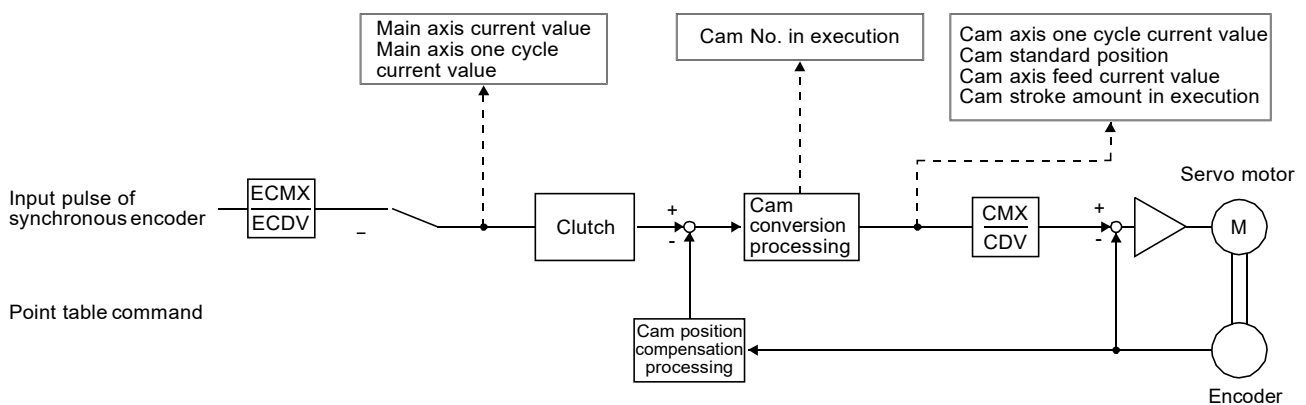 Main axis current value
Main axis one cycle
current value
Cam No. in execution
Cam axis one cycle current value
Cam standard position
Cam axis feed current value
Cam stroke amount in execution
Servo motor
Input pulse of
synchronous encoder
ECMX
ECDV
–
Clutch
+
-
Cam
conversion
processing
CMX
CDV
+
-
M
Point table command
Cam position
compensation
processing
Encoder